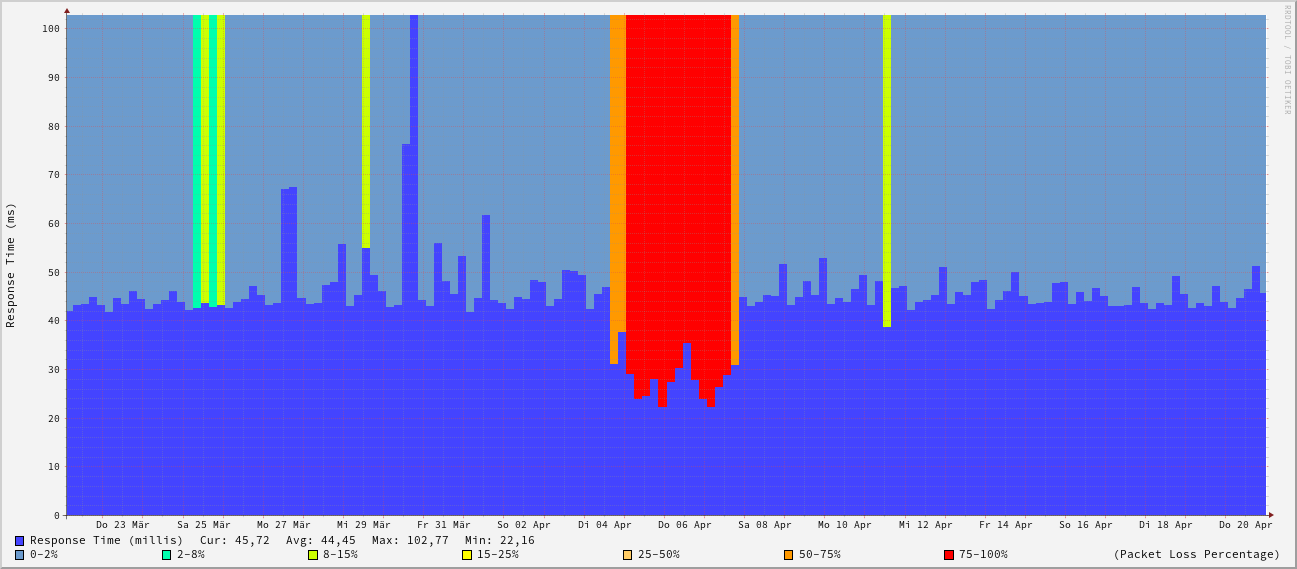 RRDTOOL / TOBI OETIKER
Response Time (ms)
100
90
80
70
60
50
40
30
20
10
0
Do 23 Mär Sa 25 Mär Mo 27 Mär Mi 29 Mär Fr 31 Mär So 02 Apr Di 04 Apr Do 06 Apr Sa 08 Apr Mo 10 Apr Mi 12 Apr Fr 14 Apr So 16 Apr Di 18 Apr Do 20 Apr
Response Time (millis) Cur: 45,72 Avg: 44,45 Max: 102,77 Min: 22,16
0-2% 2-8% 8-15% 15-25% 25-50% 50-75% 75-100% (Packet Loss Percentage)